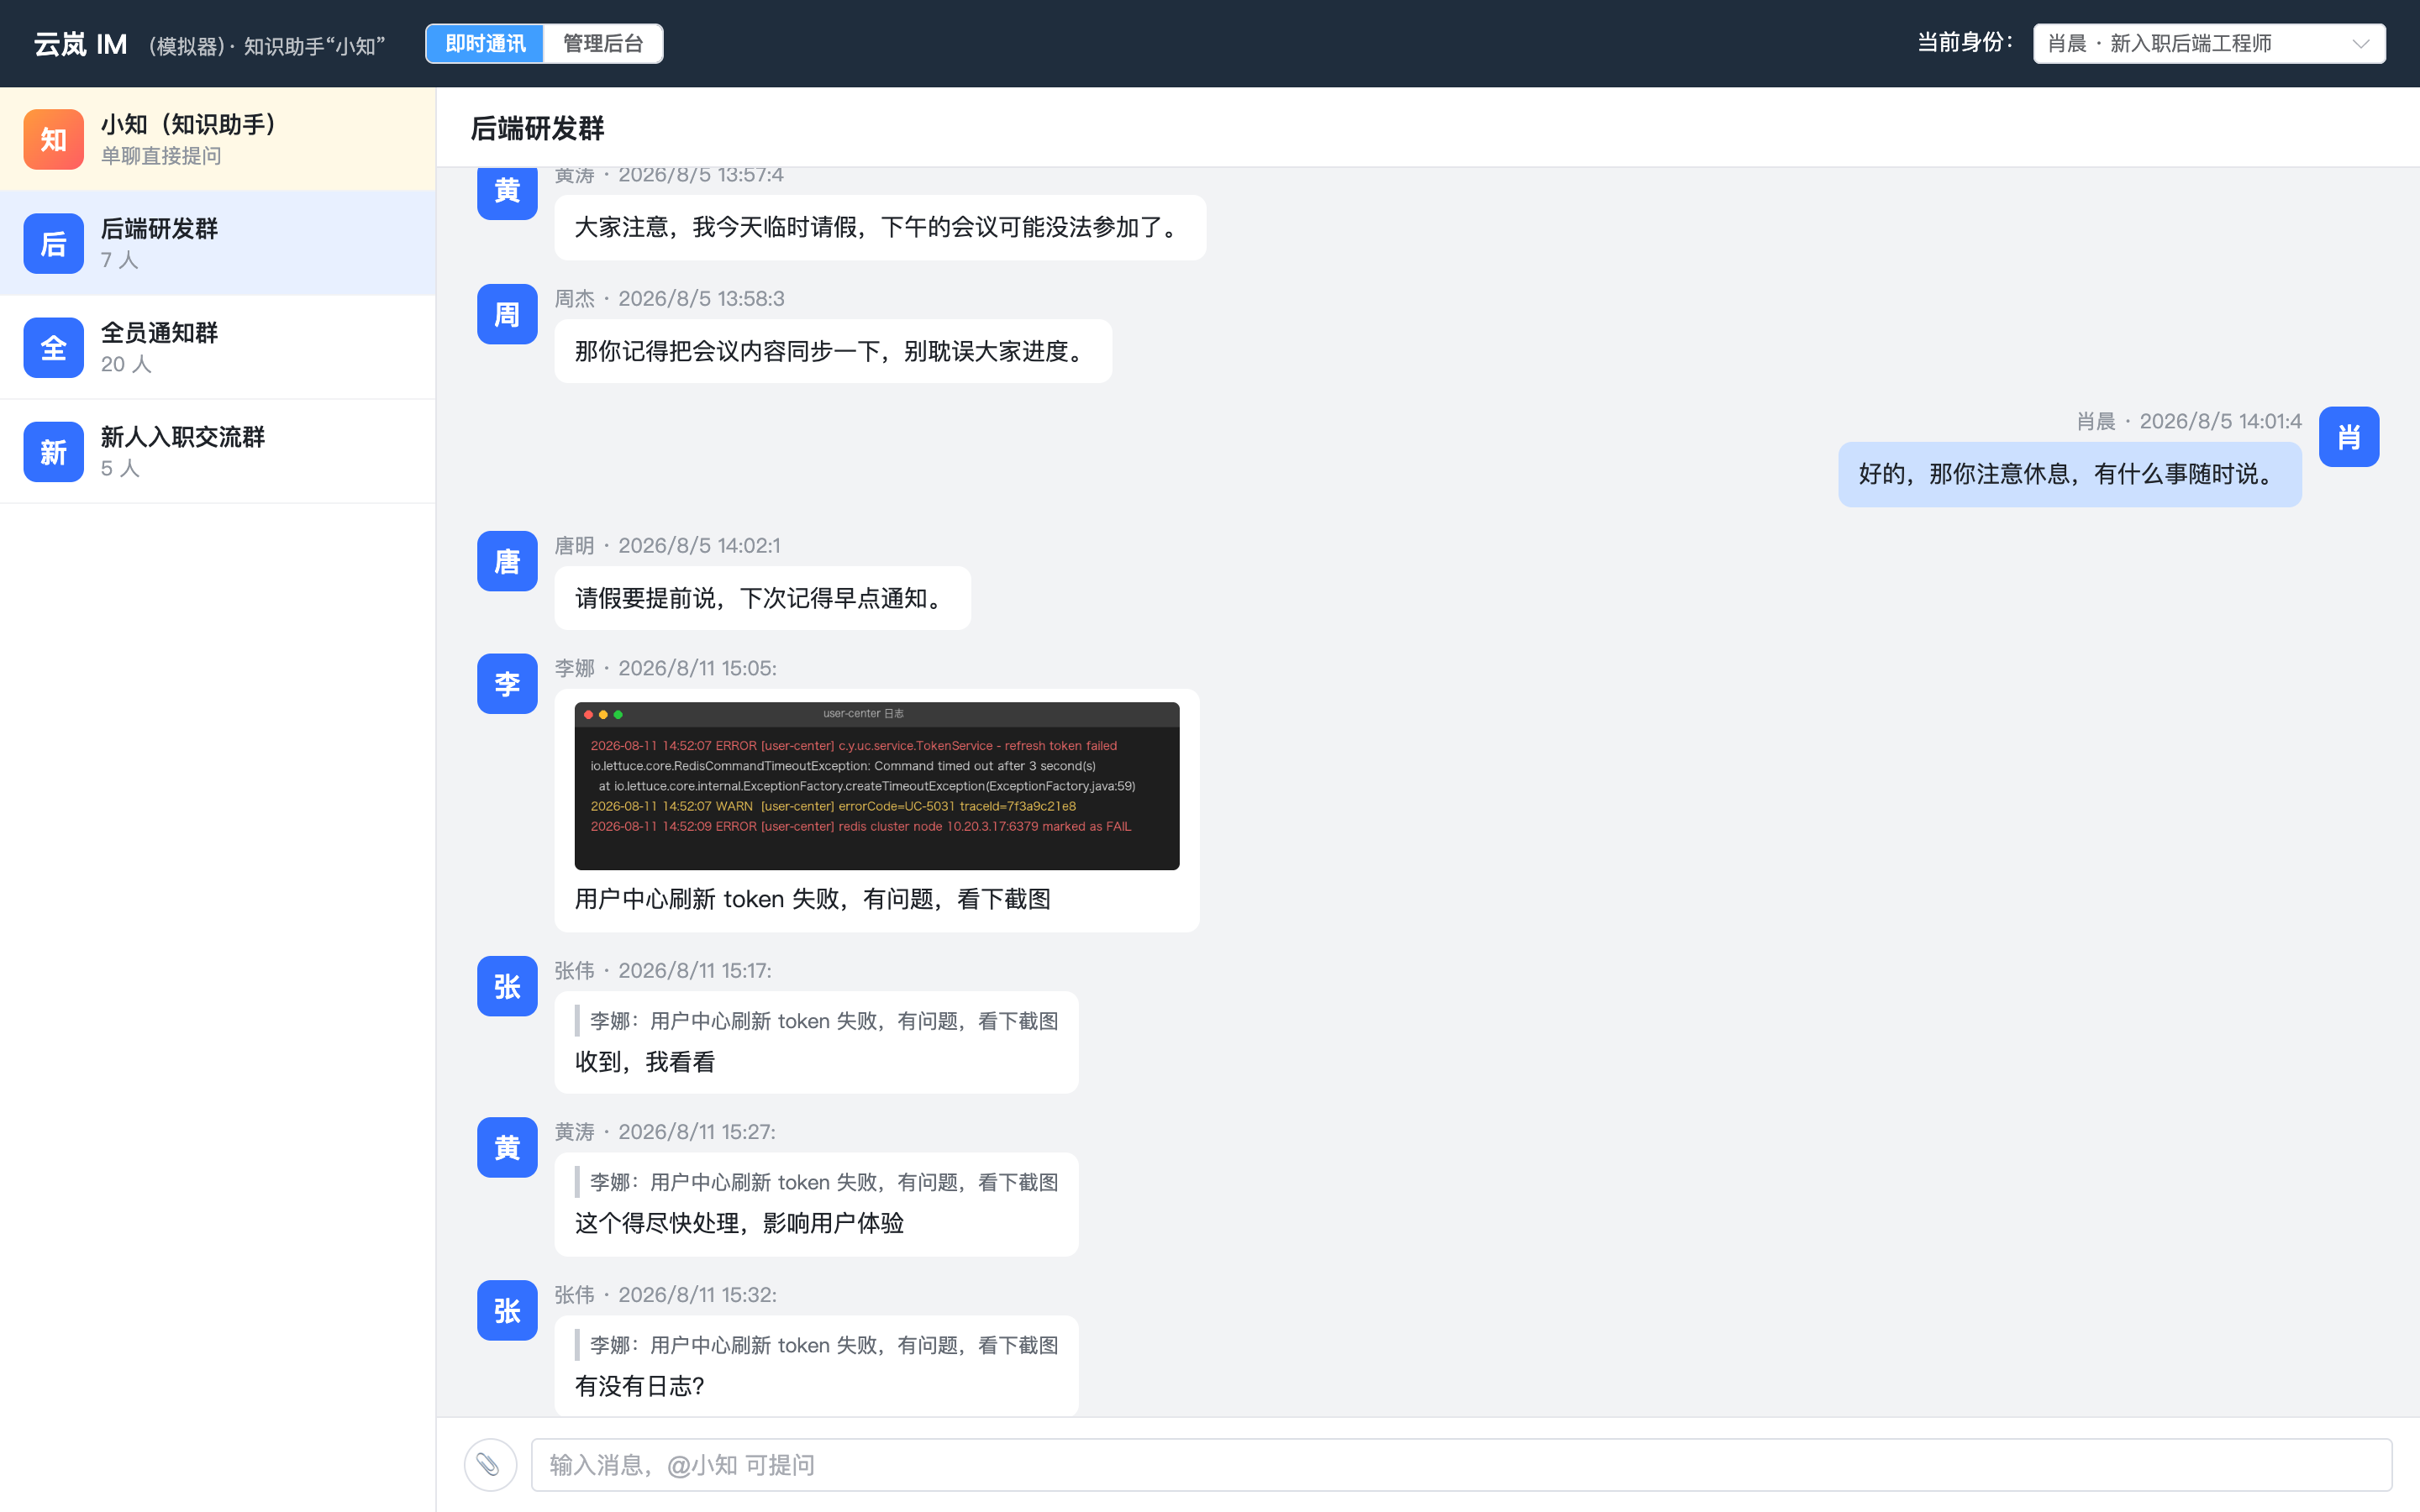 云岚 IM （模拟器）· 知识助手“小知” 即时通讯 管理后台 当前身份： 肖晨 · 新入职后端工程师
知 小知（知识助手）
单聊直接提问
后 后端研发群
7 人
全 全员通知群
20 人
新 新人入职交流群
5 人
后端研发群
黄 黄涛 · 2026/8/5 13:57:4
大家注意，我今天临时请假，下午的会议可能没法参加了。
周 周杰 · 2026/8/5 13:58:3
那你记得把会议内容同步一下，别耽误大家进度。
肖晨 · 2026/8/5 14:01:4 肖
好的，那你注意休息，有什么事随时说。
唐 唐明 · 2026/8/5 14:02:1
请假要提前说，下次记得早点通知。
李 李娜 · 2026/8/11 15:05:
user-center 日志
2026-08-11 14:52:07 ERROR [user-center] c.y.uc.service.TokenService - refresh token failed
io.lettuce.core.RedisCommandTimeoutException: Command timed out after 3 second(s)
at io.lettuce.core.internal.ExceptionFactory.createTimeoutException(ExceptionFactory.java:59)
2026-08-11 14:52:07 WARN [user-center] errorCode=UC-5031 traceId=7f3a9c21e8
2026-08-11 14:52:09 ERROR [user-center] redis cluster node 10.20.3.17:6379 marked as FAIL
用户中心刷新 token 失败，有问题，看下截图
张 张伟 · 2026/8/11 15:17:
李娜：用户中心刷新 token 失败，有问题，看下截图
收到，我看看
黄 黄涛 · 2026/8/11 15:27:
李娜：用户中心刷新 token 失败，有问题，看下截图
这个得尽快处理，影响用户体验
张 张伟 · 2026/8/11 15:32:
李娜：用户中心刷新 token 失败，有问题，看下截图
有没有日志？
输入消息，@小知 可提问